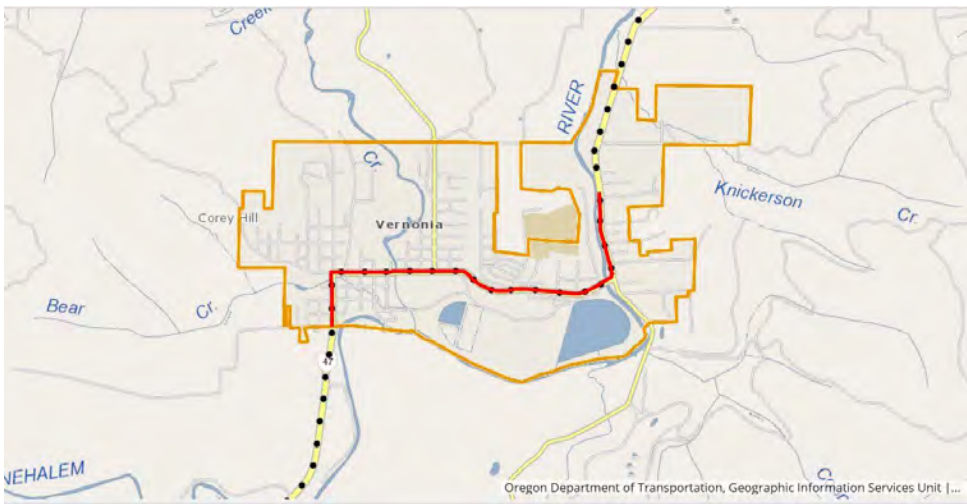 Creek
RIVER
Cr.
Knickerson
Cr.
Corey Hill
Vernonia
Bear
Cr.
47
NEHALEM
Oregon Department of Transportation, Geographic Information Services Unit |...